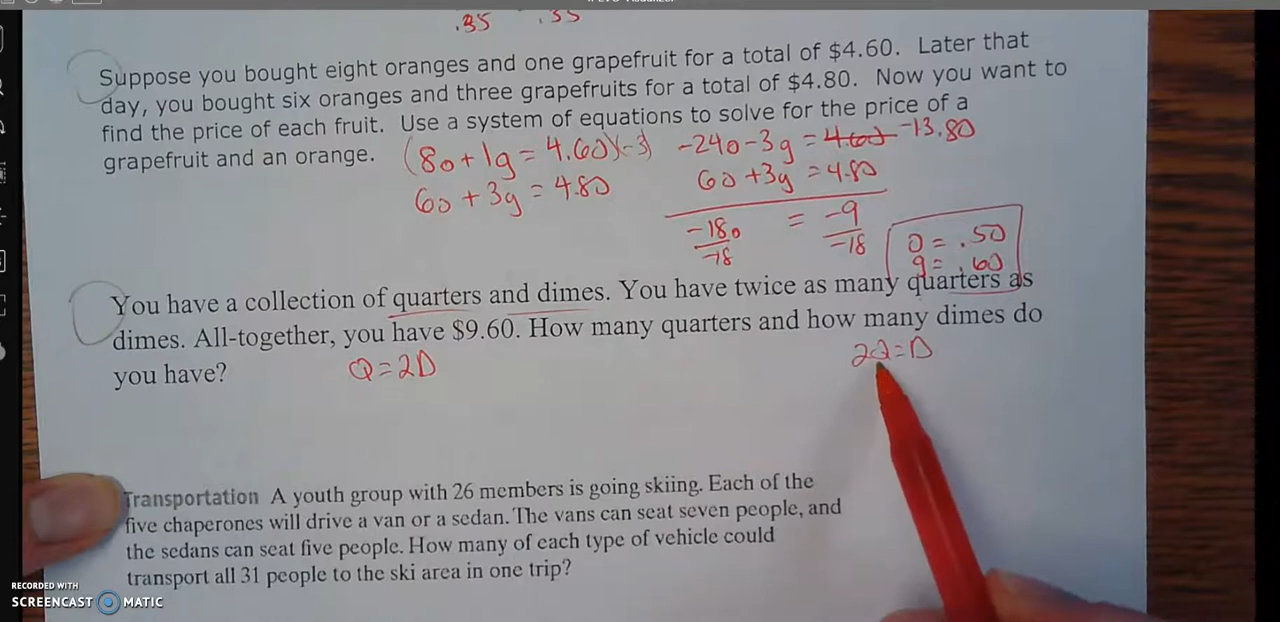 .35 .35
Suppose you bought eight oranges and one grapefruit for a total of $4.60. Later that
day, you bought six oranges and three grapefruits for a total of $4.80. Now you want to
find the price of each fruit. Use a system of equations to solve for the price of a
grapefruit and an orange.
(8o+1g=4.60)(-3)
6o+3g=4.80
-24o-3g=4.60 -13.80
6o+3g=4.80
-18o = -9
-18 -18
o=.50
g=.60
You have a collection of quarters and dimes. You have twice as many quarters as
dimes. All-together, you have $9.60. How many quarters and how many dimes do
you have?
Q=2D
2Q=D
Transportation A youth group with 26 members is going skiing. Each of the
five chaperones will drive a van or a sedan. The vans can seat seven people, and
the sedans can seat five people. How many of each type of vehicle could
transport all 31 people to the ski area in one trip?
RECORDED WITH
SCREENCAST MATIC